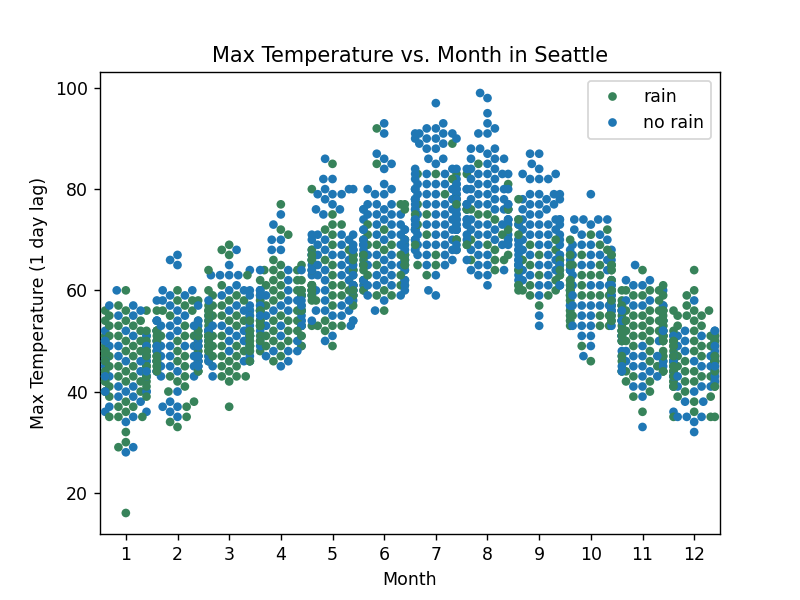 Max Temperature vs. Month in Seattle
rain
no rain
Max Temperature (1 day lag)
100
80
60
40
20
1 2 3 4 5 6 7 8 9 10 11 12
Month